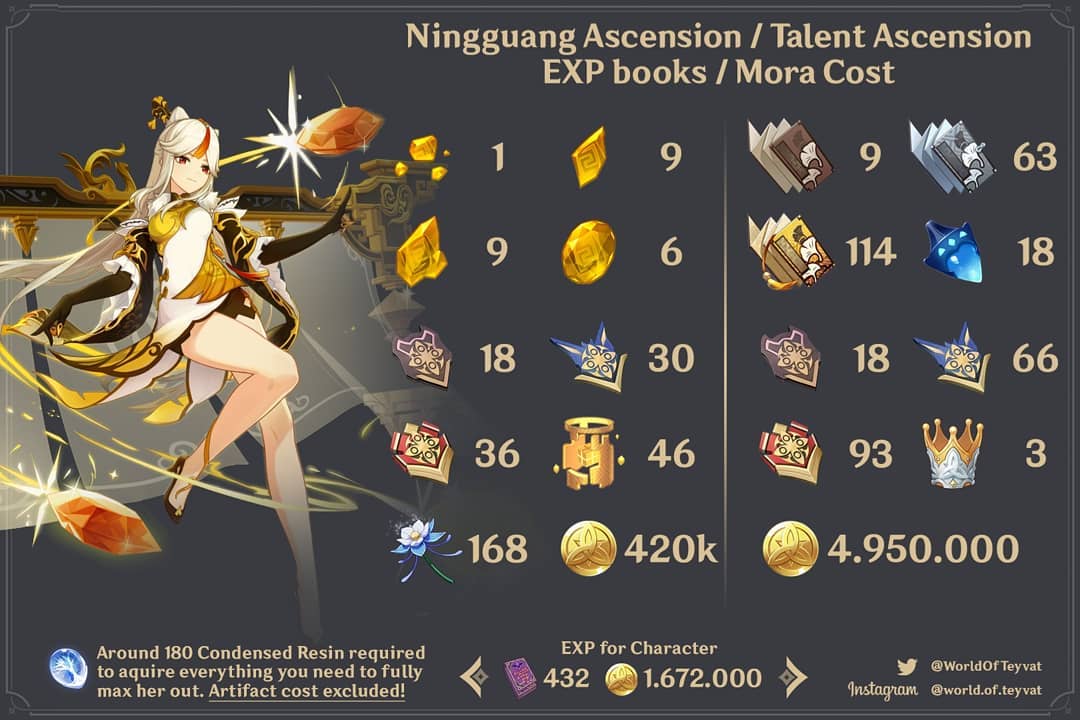 Ningguang Ascension / Talent Ascension
EXP books / Mora Cost
1 9 9 63
9 6 114 18
18 30 18 66
36 46 93 3
168 420k 4.950.000
Around 180 Condensed Resin required
to aquire everything you need to fully
max her out. Artifact cost excluded!
EXP for Character
432 1.672.000
@WorldOfTeyvat
Instagram @world.of.teyvat